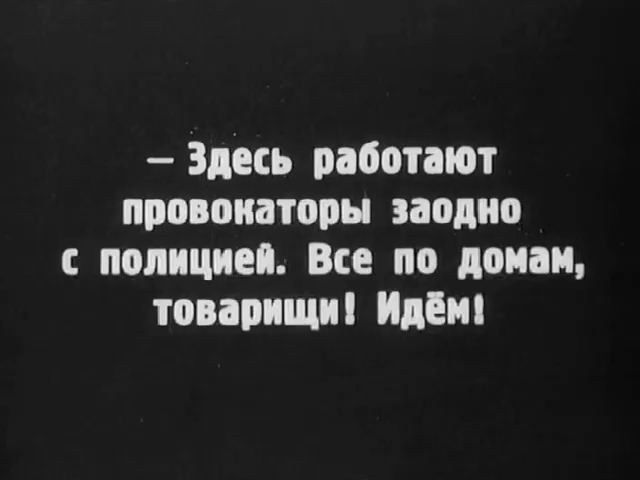 — Здесь работают
провокаторы заодно
с полицией. Все по домам,
товарищи! Идём!